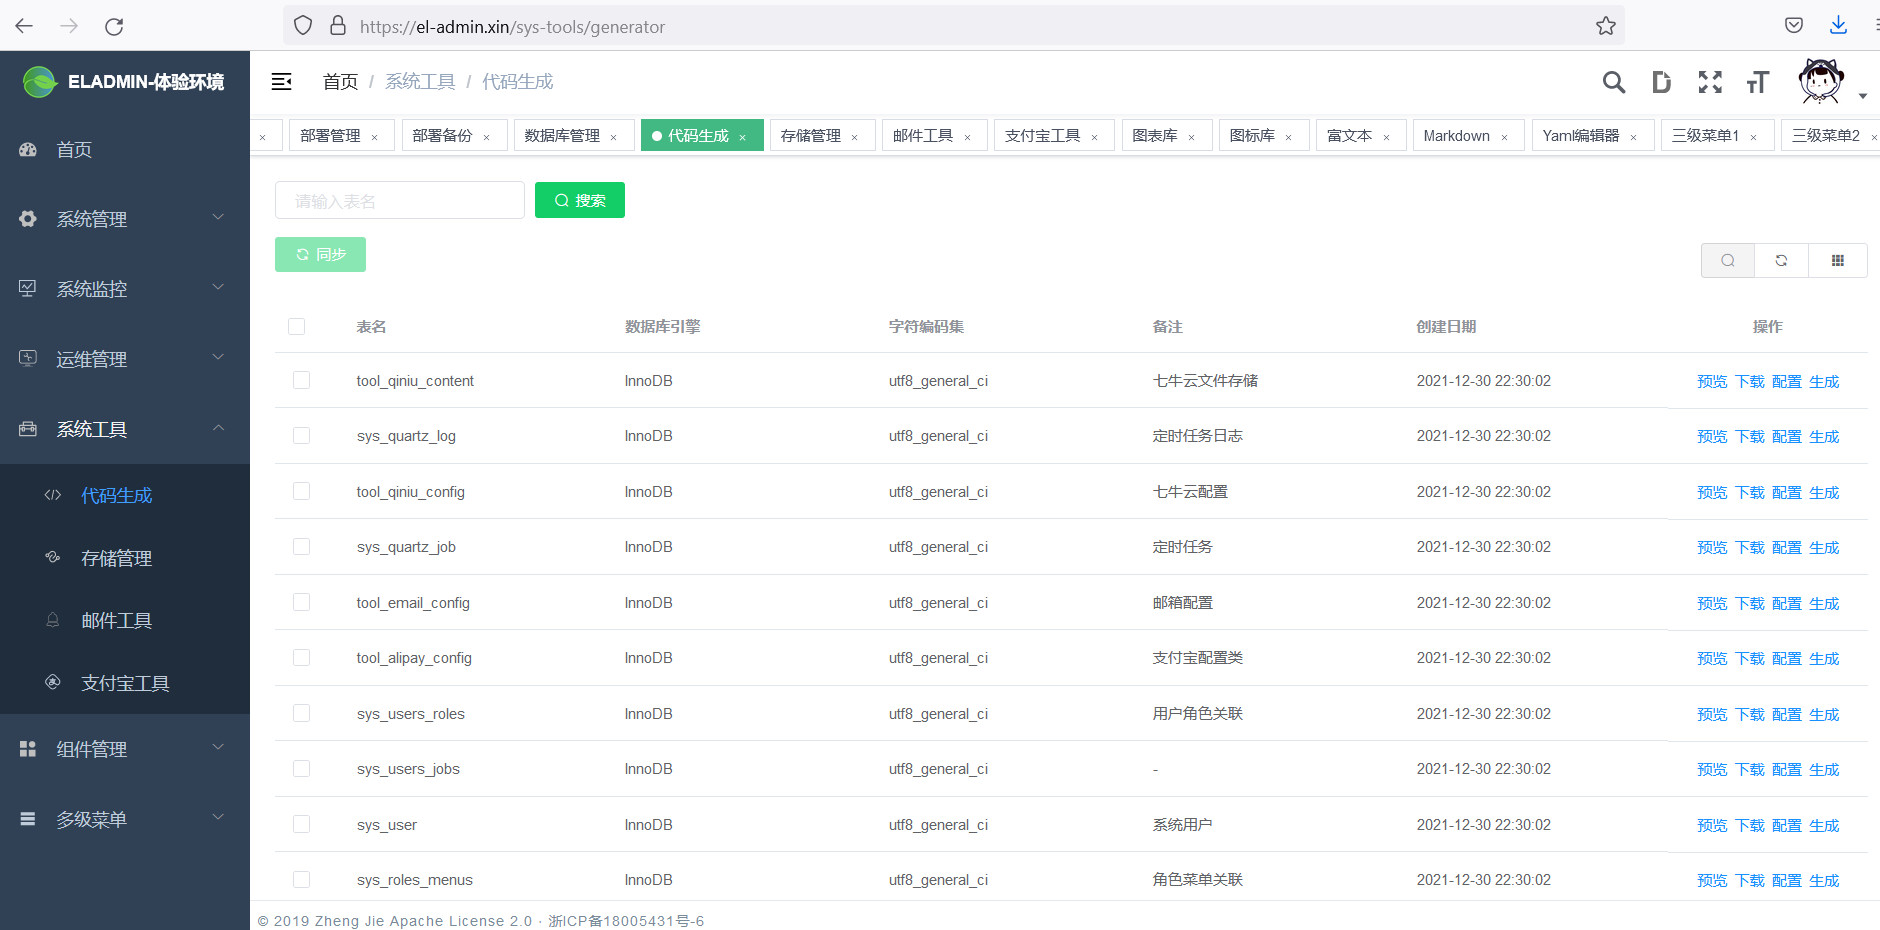 https://el-admin.xin/sys-tools/generator
ELADMIN-体验环境
首页 / 系统工具 / 代码生成
部署管理 × 部署备份 × 数据库管理 × 代码生成 × 存储管理 × 邮件工具 × 支付宝工具 × 图表库 × 图标库 × 富文本 × Markdown × Yaml编辑器 × 三级菜单1 × 三级菜单2 ×
首页
系统管理
系统监控
运维管理
系统工具
代码生成
存储管理
邮件工具
支付宝工具
组件管理
多级菜单
请输入表名 搜索
同步
表名 数据库引擎 字符编码集 备注 创建日期 操作
tool_qiniu_content InnoDB utf8_general_ci 七牛云文件存储 2021-12-30 22:30:02 预览 下载 配置 生成
sys_quartz_log InnoDB utf8_general_ci 定时任务日志 2021-12-30 22:30:02 预览 下载 配置 生成
tool_qiniu_config InnoDB utf8_general_ci 七牛云配置 2021-12-30 22:30:02 预览 下载 配置 生成
sys_quartz_job InnoDB utf8_general_ci 定时任务 2021-12-30 22:30:02 预览 下载 配置 生成
tool_email_config InnoDB utf8_general_ci 邮箱配置 2021-12-30 22:30:02 预览 下载 配置 生成
tool_alipay_config InnoDB utf8_general_ci 支付宝配置类 2021-12-30 22:30:02 预览 下载 配置 生成
sys_users_roles InnoDB utf8_general_ci 用户角色关联 2021-12-30 22:30:02 预览 下载 配置 生成
sys_users_jobs InnoDB utf8_general_ci - 2021-12-30 22:30:02 预览 下载 配置 生成
sys_user InnoDB utf8_general_ci 系统用户 2021-12-30 22:30:02 预览 下载 配置 生成
sys_roles_menus InnoDB utf8_general_ci 角色菜单关联 2021-12-30 22:30:02 预览 下载 配置 生成
© 2019 Zheng Jie Apache License 2.0 · 浙ICP备18005431号-6